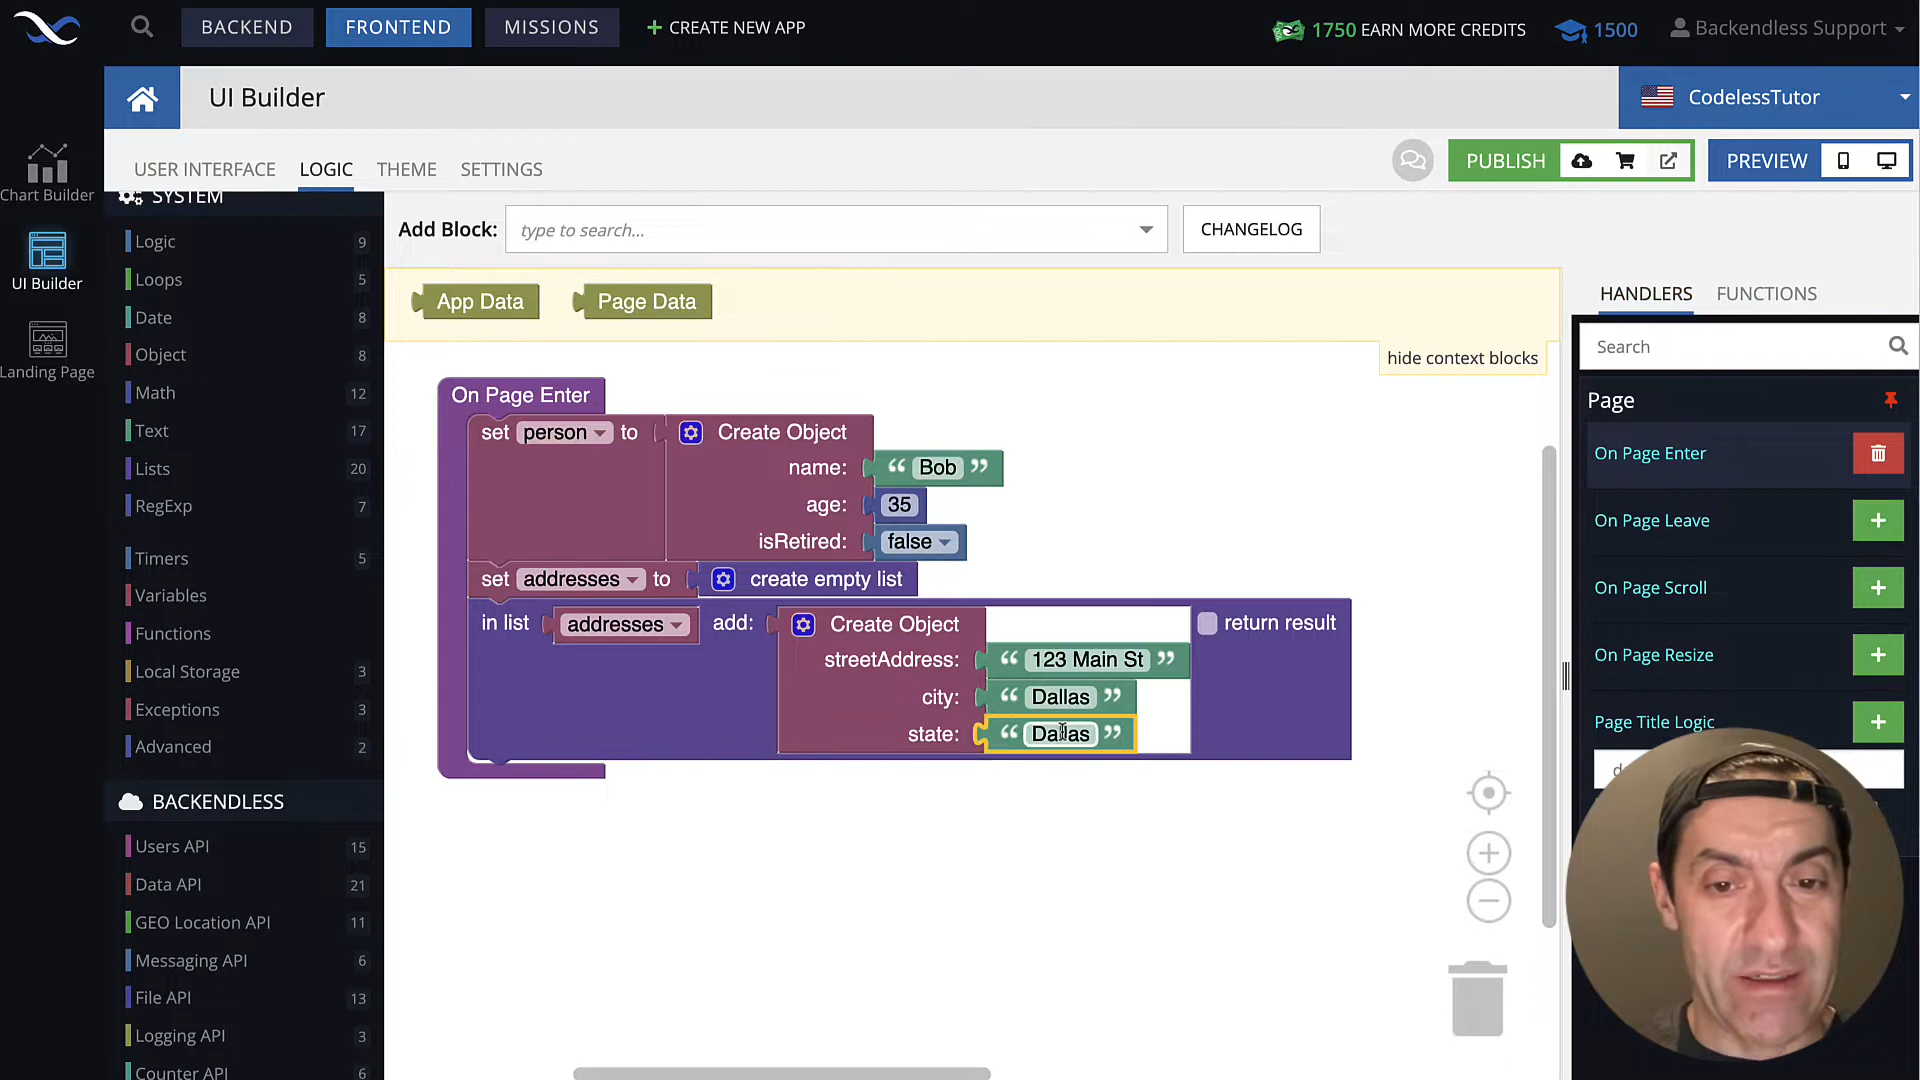 BACKEND
FRONTEND
MISSIONS
+ CREATE NEW APP
1750 EARN MORE CREDITS
1500
Backendless Support
UI Builder
CodelessTutor
USER INTERFACE
LOGIC
THEME
SETTINGS
PUBLISH
PREVIEW
Chart Builder
UI Builder
Landing Page
SYSTEM
Logic 9
Loops 5
Date 8
Object 8
Math 12
Text 17
Lists 20
RegExp 7
Timers 5
Variables
Functions
Local Storage 3
Exceptions 3
Advanced 2
BACKENDLESS
Users API 15
Data API 21
GEO Location API 11
Messaging API 6
File API 13
Logging API 3
Counter API 6
Add Block: type to search...
CHANGELOG
App Data
Page Data
hide context blocks
On Page Enter
set person to Create Object
name: “ Bob ”
age: 35
isRetired: false
set addresses to create empty list
in list addresses add: Create Object return result
streetAddress: “ 123 Main St ”
city: “ Dallas ”
state: “ Dallas ”
HANDLERS
FUNCTIONS
Search
Page
On Page Enter
On Page Leave
On Page Scroll
On Page Resize
Page Title Logic